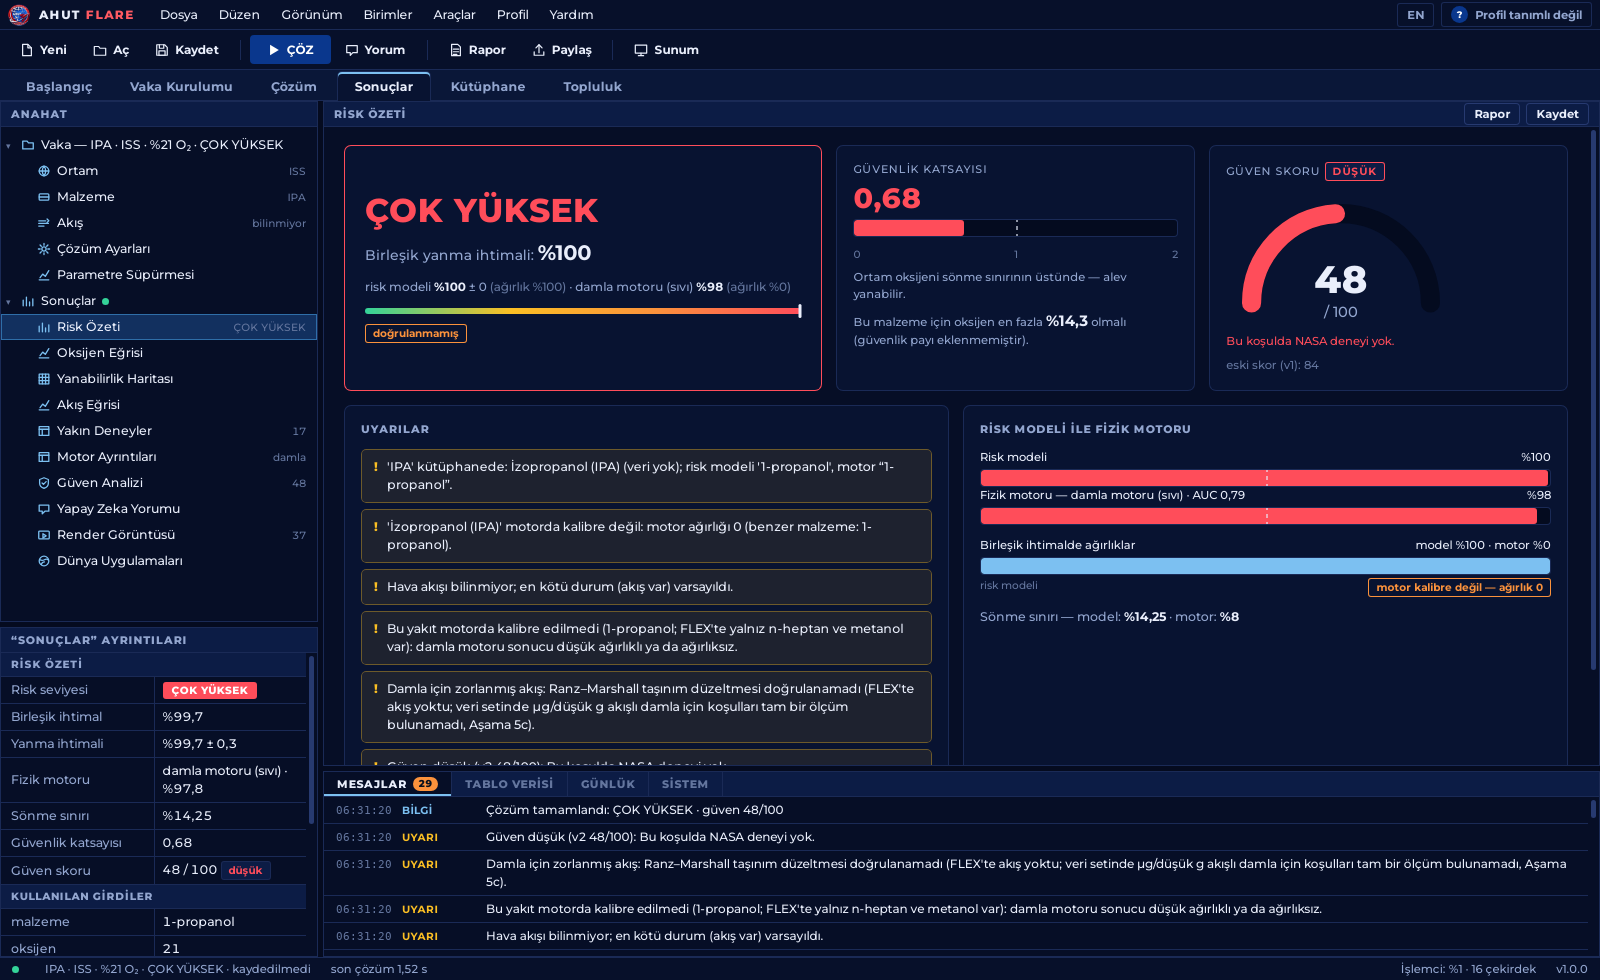 AHUT FLARE
Dosya Düzen Görünüm Birimler Araçlar Profil Yardım
EN ? Profil tanımlı değil
Yeni Aç Kaydet ÇÖZ Yorum Rapor Paylaş Sunum
Başlangıç Vaka Kurulumu Çözüm Sonuçlar Kütüphane Topluluk
ANAHAT
Vaka — IPA · ISS · %21 O₂ · ÇOK YÜKSEK
Ortam ISS
Malzeme IPA
Akış bilinmiyor
Çözüm Ayarları
Parametre Süpürmesi
Sonuçlar
Risk Özeti ÇOK YÜKSEK
Oksijen Eğrisi
Yanabilirlik Haritası
Akış Eğrisi
Yakın Deneyler 17
Motor Ayrıntıları damla
Güven Analizi 48
Yapay Zeka Yorumu
Render Görüntüsü 37
Dünya Uygulamaları
“SONUÇLAR” AYRINTILARI
RİSK ÖZETİ
Risk seviyesi ÇOK YÜKSEK
Birleşik ihtimal %99,7
Yanma ihtimali %99,7 ± 0,3
Fizik motoru damla motoru (sıvı) ·
%97,8
Sönme sınırı %14,25
Güvenlik katsayısı 0,68
Güven skoru 48 / 100 düşük
KULLANILAN GİRDİLER
malzeme 1-propanol
oksijen 21
RİSK ÖZETİ
Rapor Kaydet
ÇOK YÜKSEK
Birleşik yanma ihtimali: %100
risk modeli %100 ± 0 (ağırlık %100) · damla motoru (sıvı) %98 (ağırlık %0)
doğrulanmamış
GÜVENLİK KATSAYISI
0,68
0 1 2
Ortam oksijeni sönme sınırının üstünde — alev
yanabilir.
Bu malzeme için oksijen en fazla %14,3 olmalı
(güvenlik payı eklenmemiştir).
GÜVEN SKORU DÜŞÜK
48
/ 100
Bu koşulda NASA deneyi yok.
eski skor (v1): 84
UYARILAR
! 'IPA' kütüphanede: İzopropanol (IPA) (veri yok); risk modeli '1-propanol', motor “1-
propanol”.
! 'İzopropanol (IPA)' motorda kalibre değil: motor ağırlığı 0 (benzer malzeme: 1-
propanol).
! Hava akışı bilinmiyor; en kötü durum (akış var) varsayıldı.
! Bu yakıt motorda kalibre edilmedi (1-propanol; FLEX'te yalnız n-heptan ve metanol
var): damla motoru sonucu düşük ağırlıklı ya da ağırlıksız.
! Damla için zorlanmış akış: Ranz–Marshall taşınım düzeltmesi doğrulanamadı (FLEX'te
akış yoktu; veri setinde µg/düşük g akışlı damla için koşulları tam bir ölçüm
bulunamadı, Aşama 5c).
! Güven düşük (v2 48/100): Bu koşulda NASA deneyi yok.
RİSK MODELİ İLE FİZİK MOTORU
Risk modeli %100
Fizik motoru — damla motoru (sıvı) · AUC 0,79 %98
Birleşik ihtimalde ağırlıklar model %100 · motor %0
risk modeli motor kalibre değil — ağırlık 0
Sönme sınırı — model: %14,25 · motor: %8
MESAJLAR 29 TABLO VERİSİ GÜNLÜK SİSTEM
06:31:20 BİLGİ Çözüm tamamlandı: ÇOK YÜKSEK · güven 48/100
06:31:20 UYARI Güven düşük (v2 48/100): Bu koşulda NASA deneyi yok.
06:31:20 UYARI Damla için zorlanmış akış: Ranz–Marshall taşınım düzeltmesi doğrulanamadı (FLEX'te akış yoktu; veri setinde µg/düşük g akışlı damla için koşulları tam bir ölçüm bulunamadı, Aşama
5c).
06:31:20 UYARI Bu yakıt motorda kalibre edilmedi (1-propanol; FLEX'te yalnız n-heptan ve metanol var): damla motoru sonucu düşük ağırlıklı ya da ağırlıksız.
06:31:20 UYARI Hava akışı bilinmiyor; en kötü durum (akış var) varsayıldı.
IPA · ISS · %21 O₂ · ÇOK YÜKSEK · kaydedilmedi son çözüm 1,52 s
İşlemci: %1 · 16 çekirdek v1.0.0